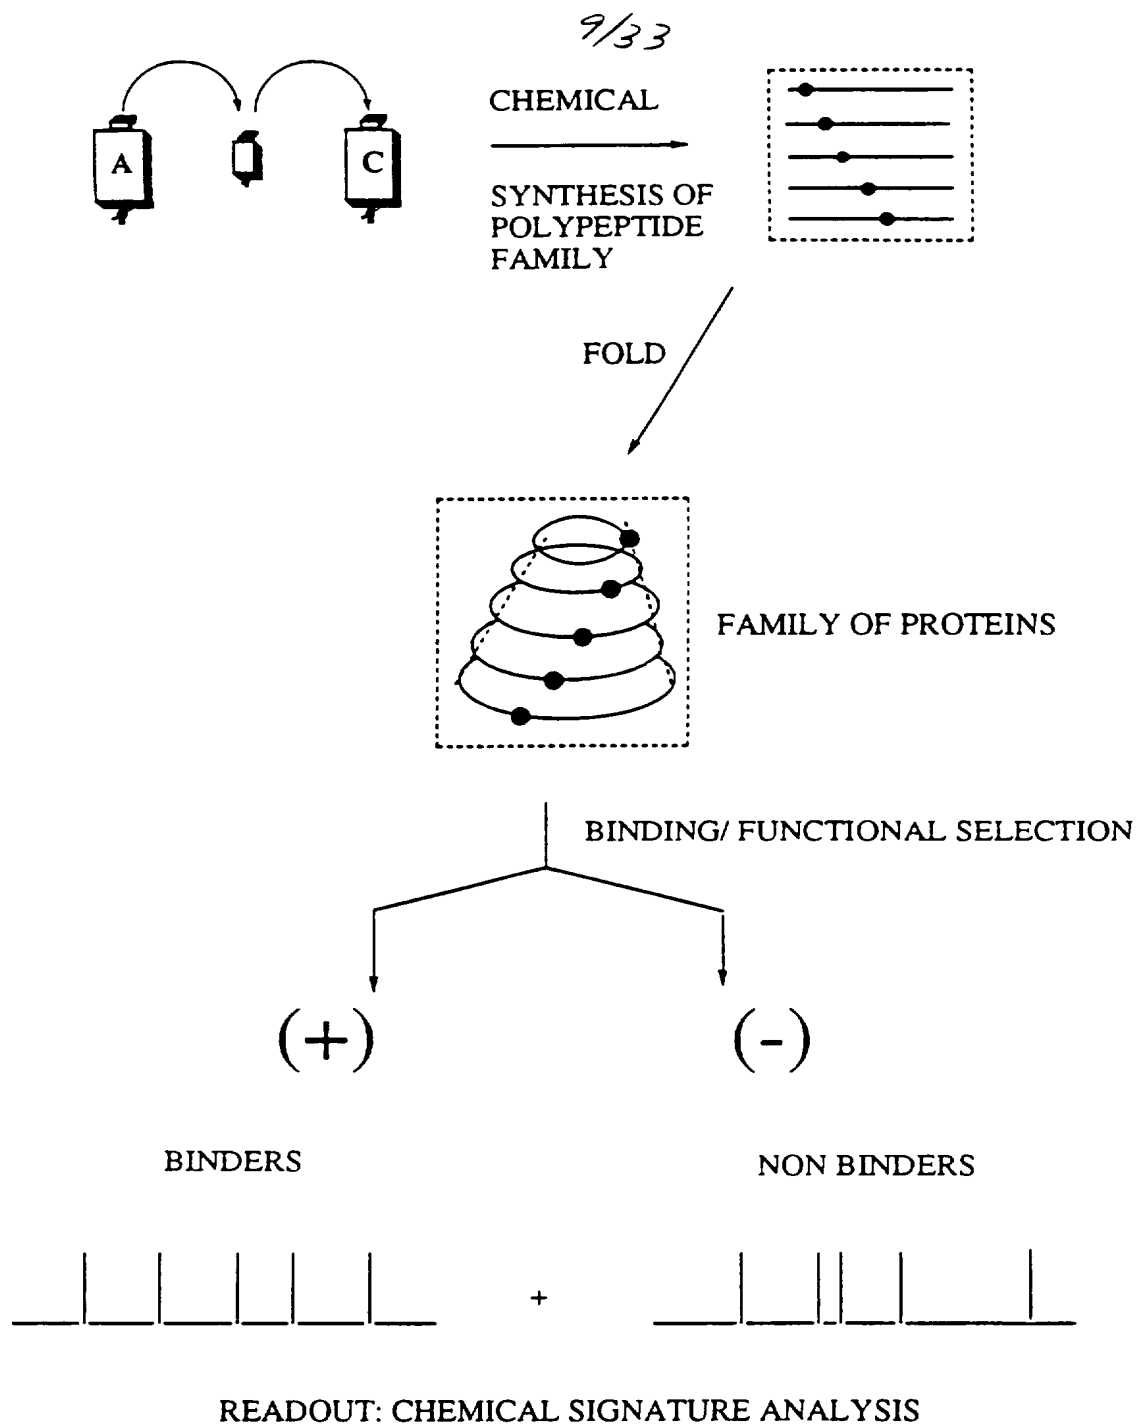 9/33
A
C
CHEMICAL
SYNTHESIS OF
POLYPEPTIDE
FAMILY
FOLD
FAMILY OF PROTEINS
BINDING/ FUNCTIONAL SELECTION
(+)
(-)
BINDERS
NON BINDERS
+
READOUT: CHEMICAL SIGNATURE ANALYSIS